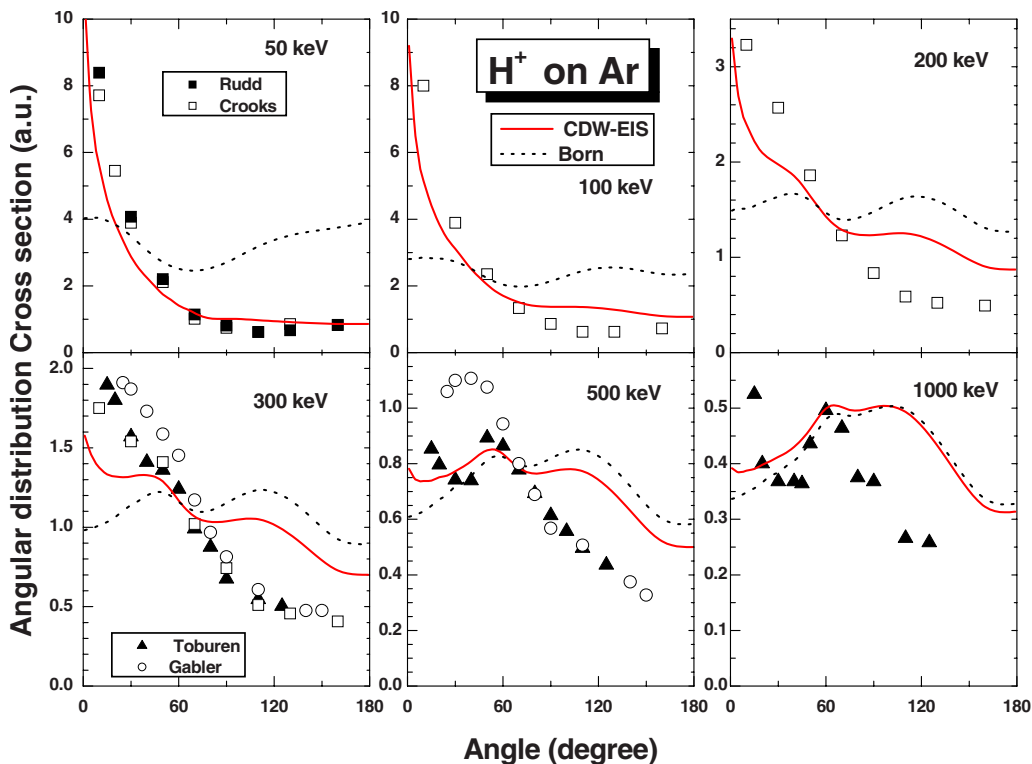 Angular distribution Cross section (a.u.)
10
8
6
4
2
0
50 keV
Rudd
Crooks
10
8
6
4
2
0
H+ on Ar
CDW-EIS
Born
100 keV
3
2
1
0
200 keV
2.0
1.5
1.0
0.5
0.0
300 keV
Toburen
Gabler
0 60 120
1.0
0.8
0.6
0.4
0.2
0.0
500 keV
0 60 120
0.5
0.4
0.3
0.2
0.1
0.0
1000 keV
0 60 120 180
Angle (degree)